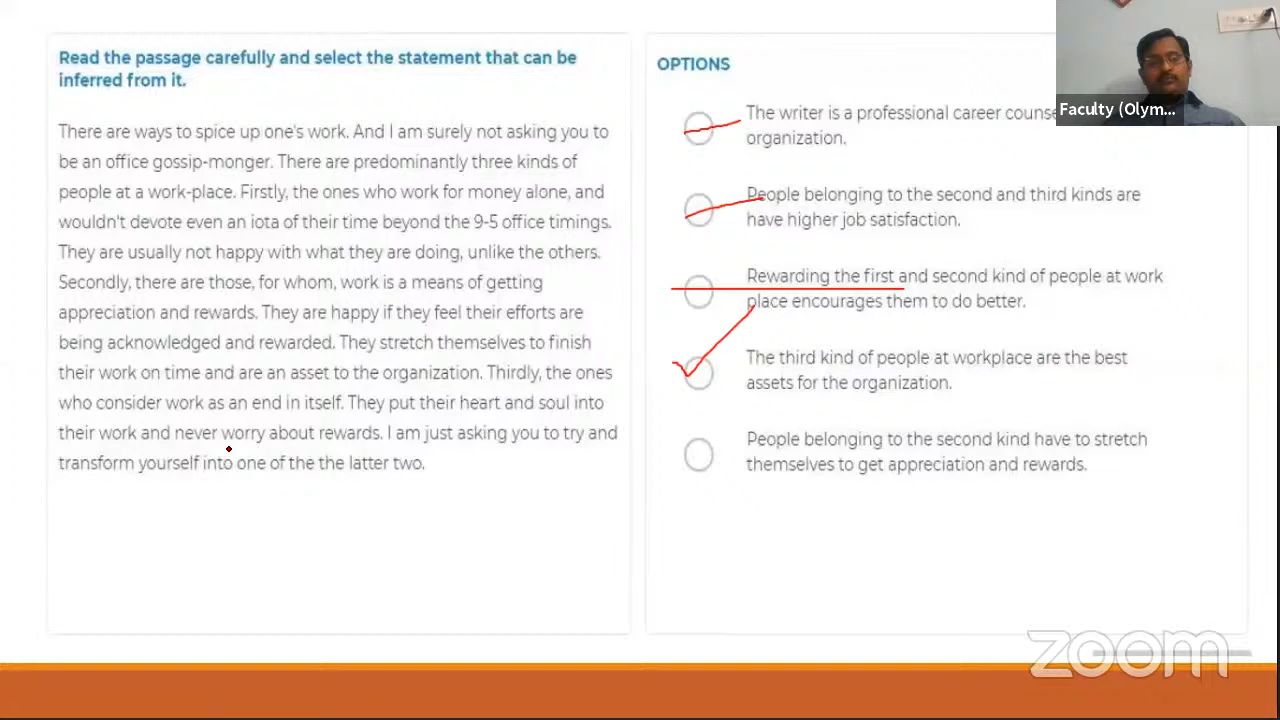 Read the passage carefully and select the statement that can be
inferred from it.
There are ways to spice up one's work. And I am surely not asking you to
be an office gossip-monger. There are predominantly three kinds of
people at a work-place. Firstly, the ones who work for money alone, and
wouldn't devote even an iota of their time beyond the 9-5 office timings.
They are usually not happy with what they are doing, unlike the others.
Secondly, there are those, for whom, work is a means of getting
appreciation and rewards. They are happy if they feel their efforts are
being acknowledged and rewarded. They stretch themselves to finish
their work on time and are an asset to the organization. Thirdly, the ones
who consider work as an end in itself. They put their heart and soul into
their work and never worry about rewards. I am just asking you to try and
transform yourself into one of the the latter two.
OPTIONS
The writer is a professional career
organization.
People belonging to the second and third kinds are
have higher job satisfaction.
Rewarding the first and second kind of people at work
place encourages them to do better.
The third kind of people at workplace are the best
assets for the organization.
People belonging to the second kind have to stretch
themselves to get appreciation and rewards.
Faculty (Olym...
zoom